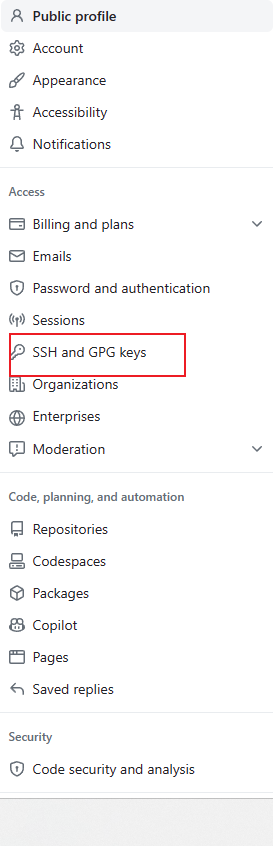 Public profile
Account
Appearance
Accessibility
Notifications
Access
Billing and plans
Emails
Password and authentication
Sessions
SSH and GPG keys
Organizations
Enterprises
Moderation
Code, planning, and automation
Repositories
Codespaces
Packages
Copilot
Pages
Saved replies
Security
Code security and analysis